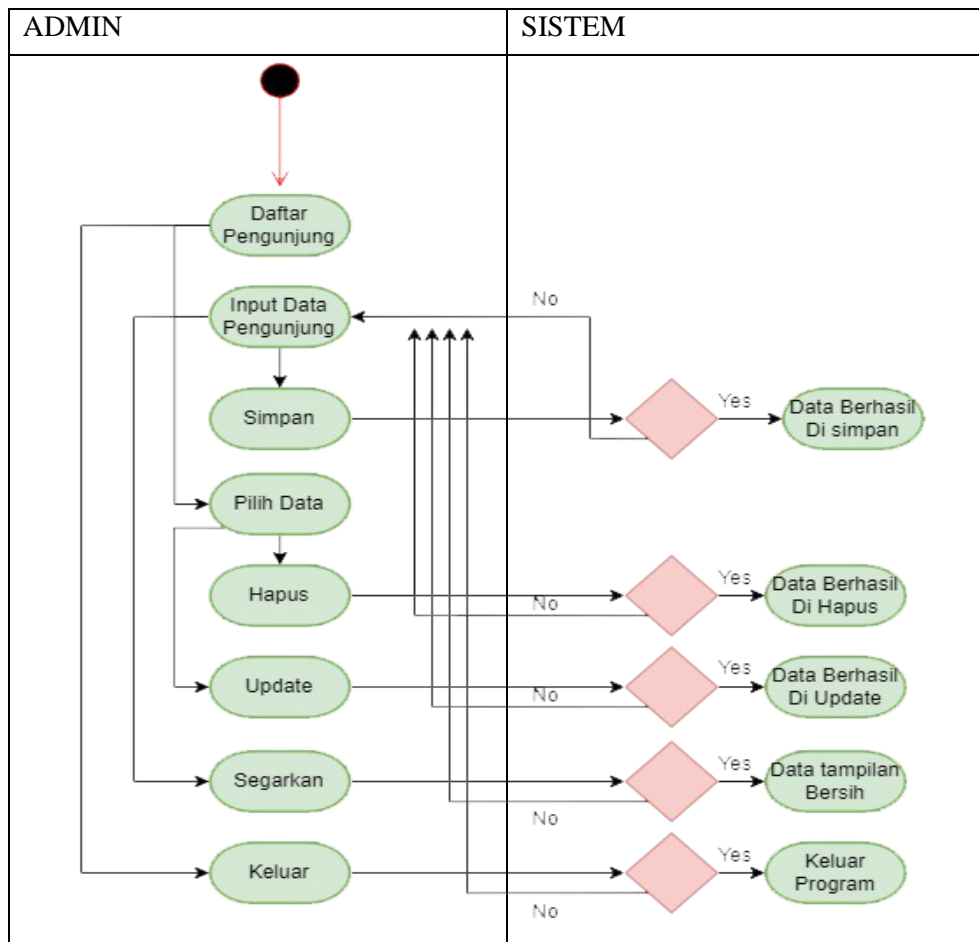 ADMIN
SISTEM
Daftar
Pengunjung
Input Data
Pengunjung
No
Simpan
Yes
Data Berhasil
Di simpan
Pilih Data
Hapus
No
Yes
Data Berhasil
Di Hapus
Update
No
Yes
Data Berhasil
Di Update
Segarkan
No
Yes
Data tampilan
Bersih
Keluar
No
Yes
Keluar
Program